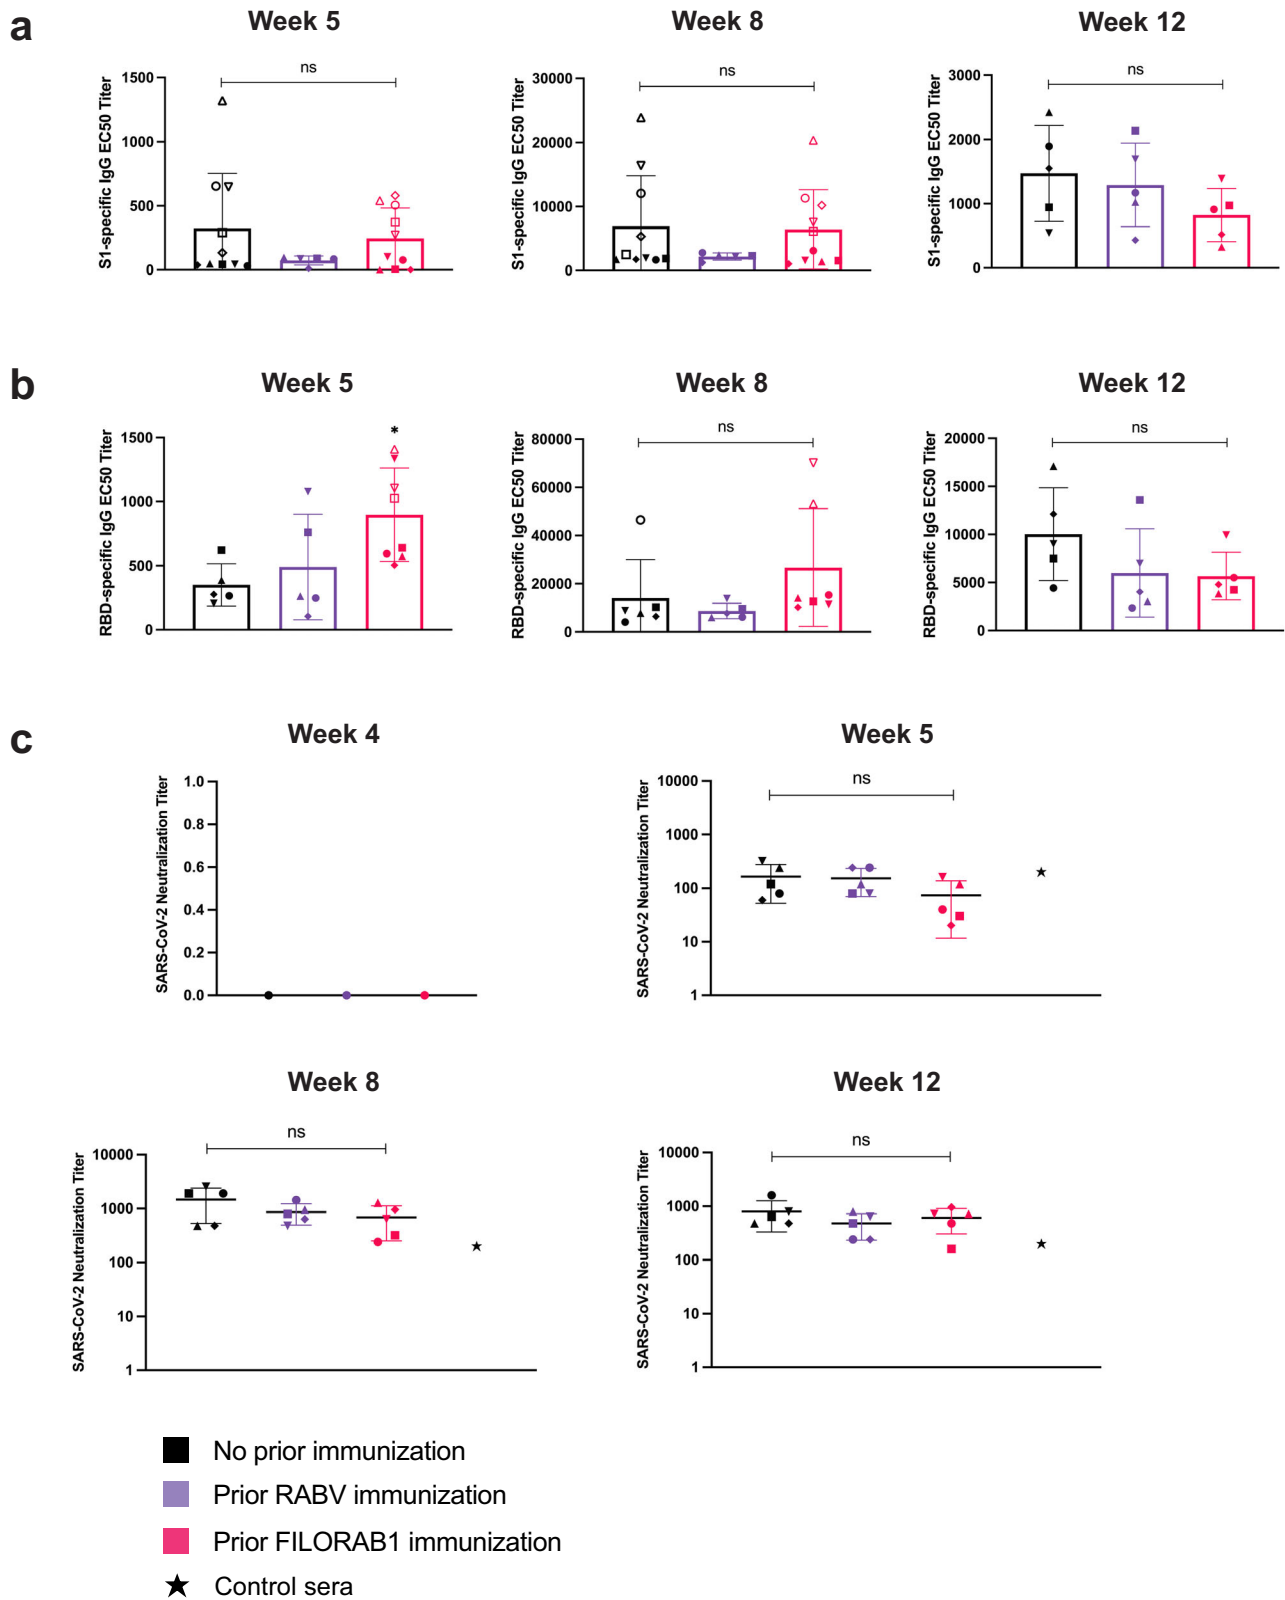 a
Week 5
Week 8
Week 12
S1-specific IgG EC50 Titer
1500
1000
500
0
ns
S1-specific IgG EC50 Titer
30000
20000
10000
0
ns
S1-specific IgG EC50 Titer
3000
2000
1000
0
ns
b
Week 5
Week 8
Week 12
RBD-specific IgG EC50 Titer
1500
1000
500
0
*
RBD-specific IgG EC50 Titer
80000
60000
40000
20000
0
ns
RBD-specific IgG EC50 Titer
20000
15000
10000
5000
0
ns
c
Week 4
Week 5
SARS-CoV-2 Neutralization Titer
1.0
0.8
0.6
0.4
0.2
0.0
SARS-CoV-2 Neutralization Titer
10000
1000
100
10
1
ns
Week 8
Week 12
SARS-CoV-2 Neutralization Titer
10000
1000
100
10
1
ns
SARS-CoV-2 Neutralization Titer
10000
1000
100
10
1
ns
No prior immunization
Prior RABV immunization
Prior FILORAB1 immunization
Control sera